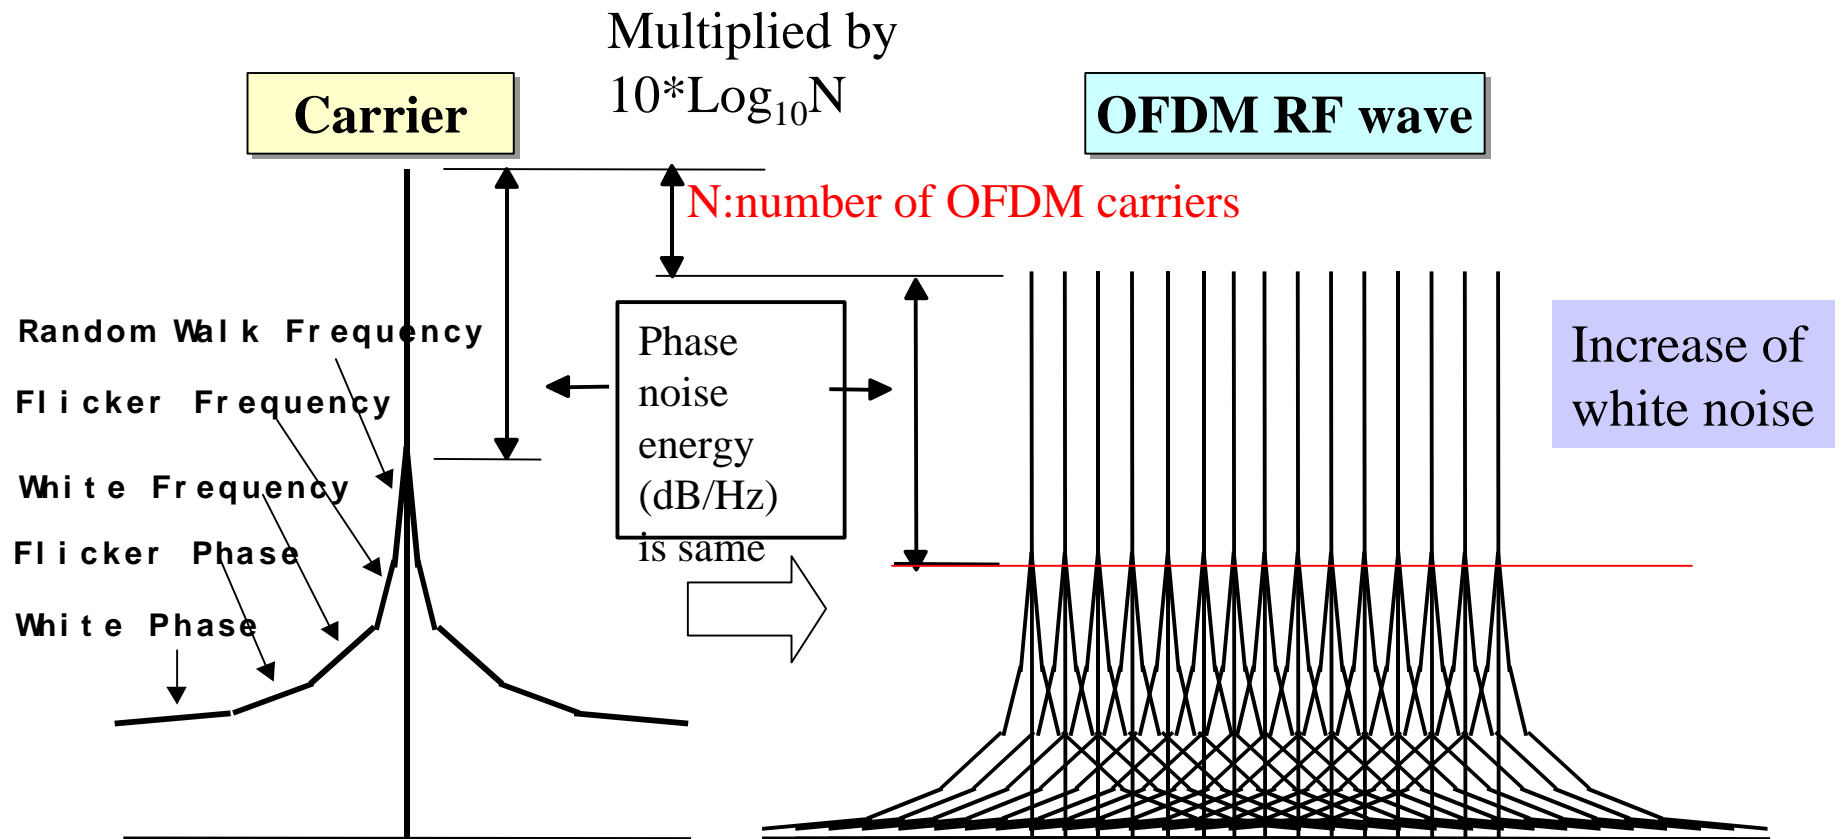 Multiplied by
10*Log10N
Carrier
OFDM RF wave
N:number of OFDM carriers
Random Walk Frequency
Flicker Frequency
White Frequency
Flicker Phase
White Phase
Phase
noise
energy
(dB/Hz)
is same
Increase of
white noise